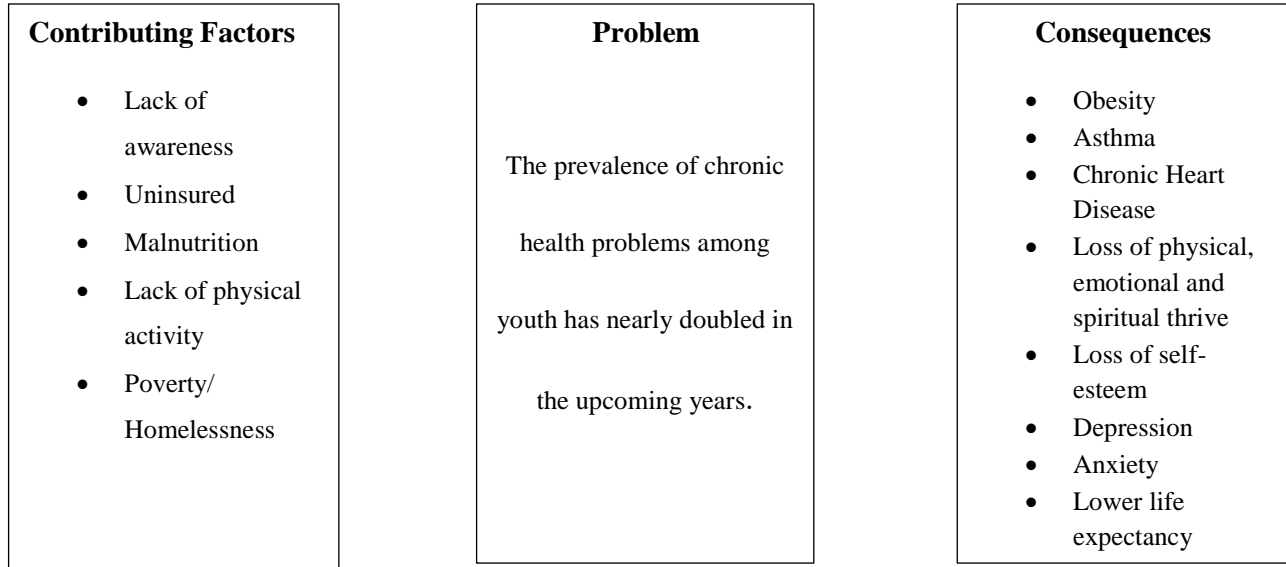 Contributing Factors
• Lack of
awareness
• Uninsured
• Malnutrition
• Lack of physical
activity
• Poverty/
Homelessness
Problem
The prevalence of chronic
health problems among
youth has nearly doubled in
the upcoming years.
Consequences
• Obesity
• Asthma
• Chronic Heart
Disease
• Loss of physical,
emotional and
spiritual thrive
• Loss of self-
esteem
• Depression
• Anxiety
• Lower life
expectancy